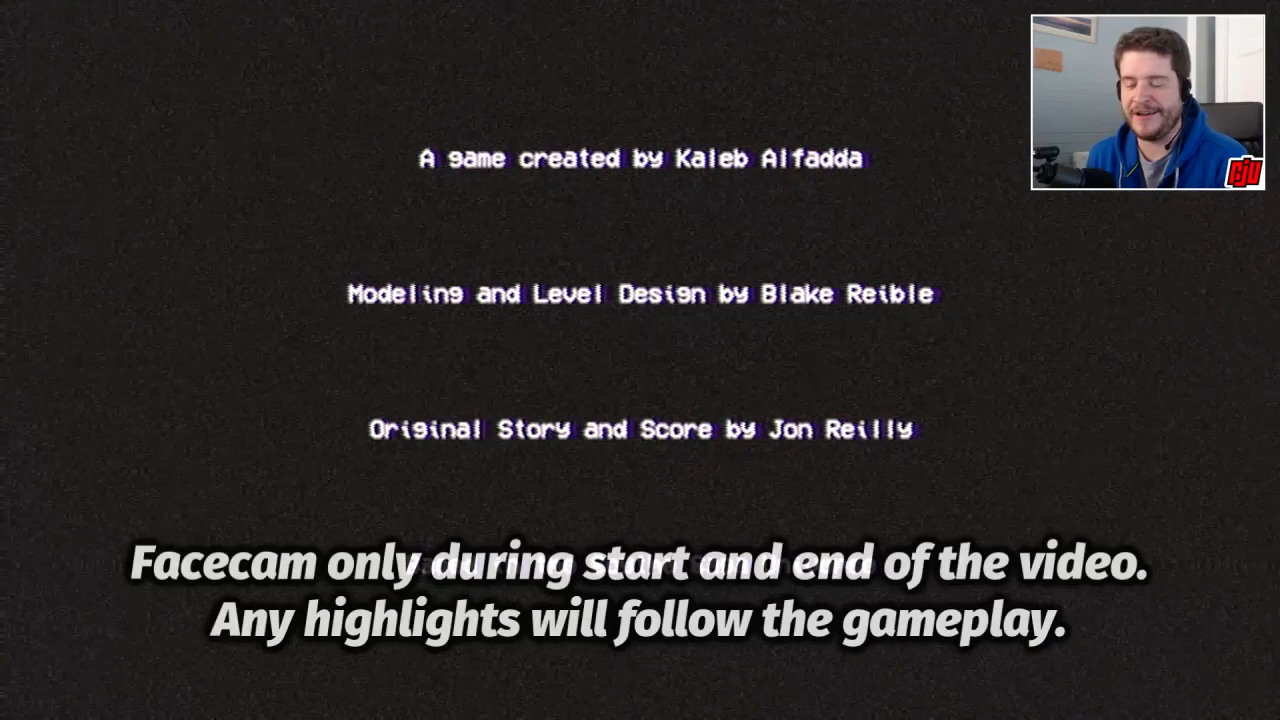 A game created by Kaleb Alfadda
CJU
Modeling and Level Design by Blake Reible
Original Story and Score by Jon Reilly
Facecam only during start and end of the video.
Any highlights will follow the gameplay.